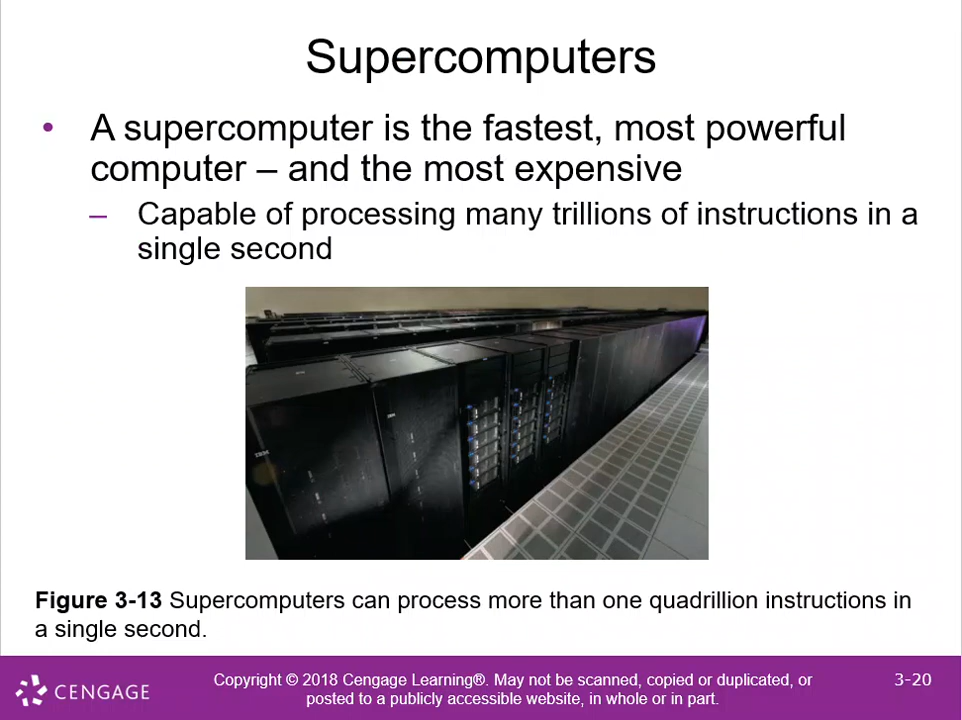 Supercomputers
• A supercomputer is the fastest, most powerful
computer – and the most expensive
– Capable of processing many trillions of instructions in a
single second
IBM
Figure 3-13 Supercomputers can process more than one quadrillion instructions in
a single second.
CENGAGE
Copyright © 2018 Cengage Learning®. May not be scanned, copied or duplicated, or
posted to a publicly accessible website, in whole or in part.
3-20